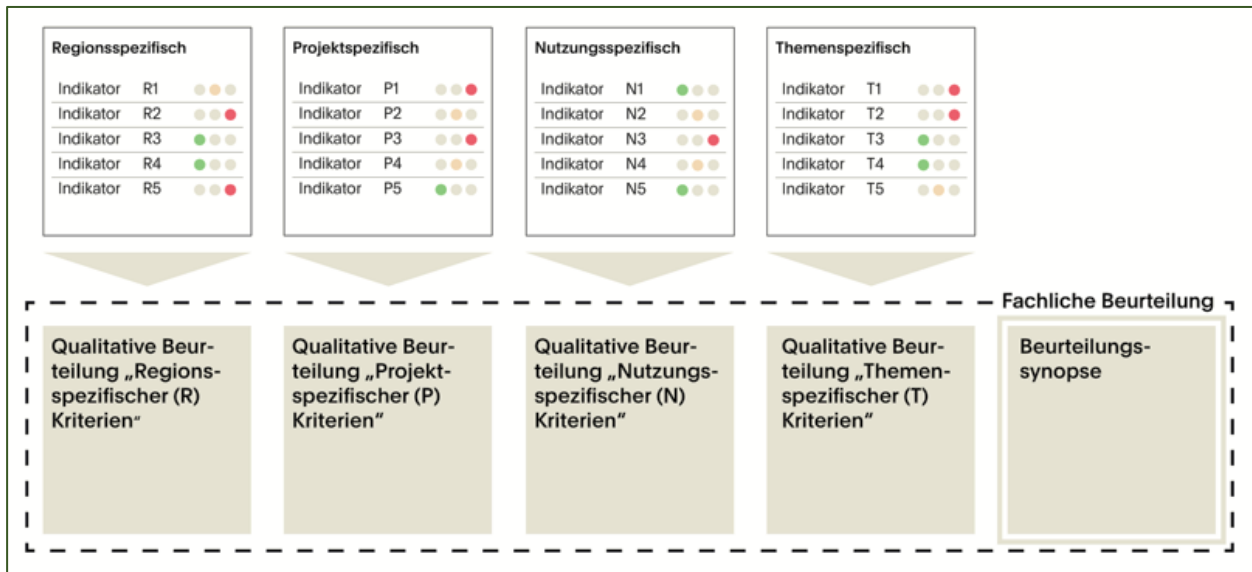 Regionsspezifisch
Indikator R1
Indikator R2
Indikator R3
Indikator R4
Indikator R5
Projektspezifisch
Indikator P1
Indikator P2
Indikator P3
Indikator P4
Indikator P5
Nutzungsspezifisch
Indikator N1
Indikator N2
Indikator N3
Indikator N4
Indikator N5
Themenspezifisch
Indikator T1
Indikator T2
Indikator T3
Indikator T4
Indikator T5
Fachliche Beurteilung
Qualitative Beur-
teilung „Regions-
spezifischer (R)
Kriterien“
Qualitative Beur-
teilung „Projekt-
spezifischer (P)
Kriterien“
Qualitative Beur-
teilung „Nutzungs-
spezifischer (N)
Kriterien“
Qualitative Beur-
teilung „Themen-
spezifischer (T)
Kriterien“
Beurteilungs-
synopse